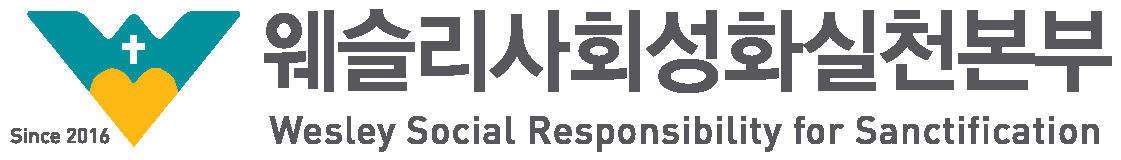 웨슬리사회성화실천본부
Since 2016
Wesley Social Responsibility for Sanctification